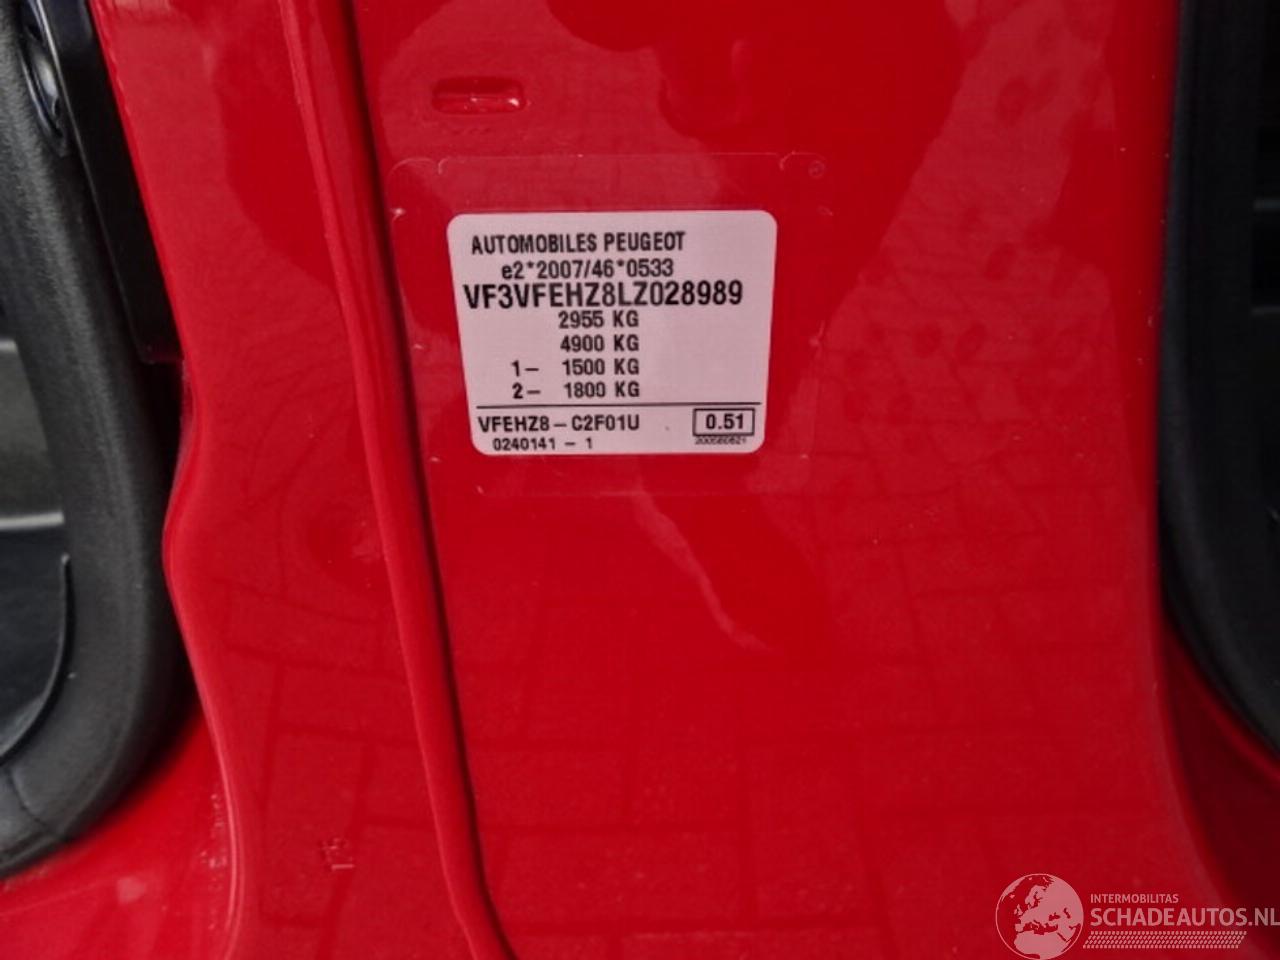 AUTOMOBILES PEUGEOT
e2*2007/46*0533
VF3VFEHZ8LZ028989
2955 KG
4900 KG
1- 1500 KG
2- 1800 KG
VFEHZ8-C2F01U 0.51
0240141-1
INTERMOBILITAS
SCHADEAUTOS.NL